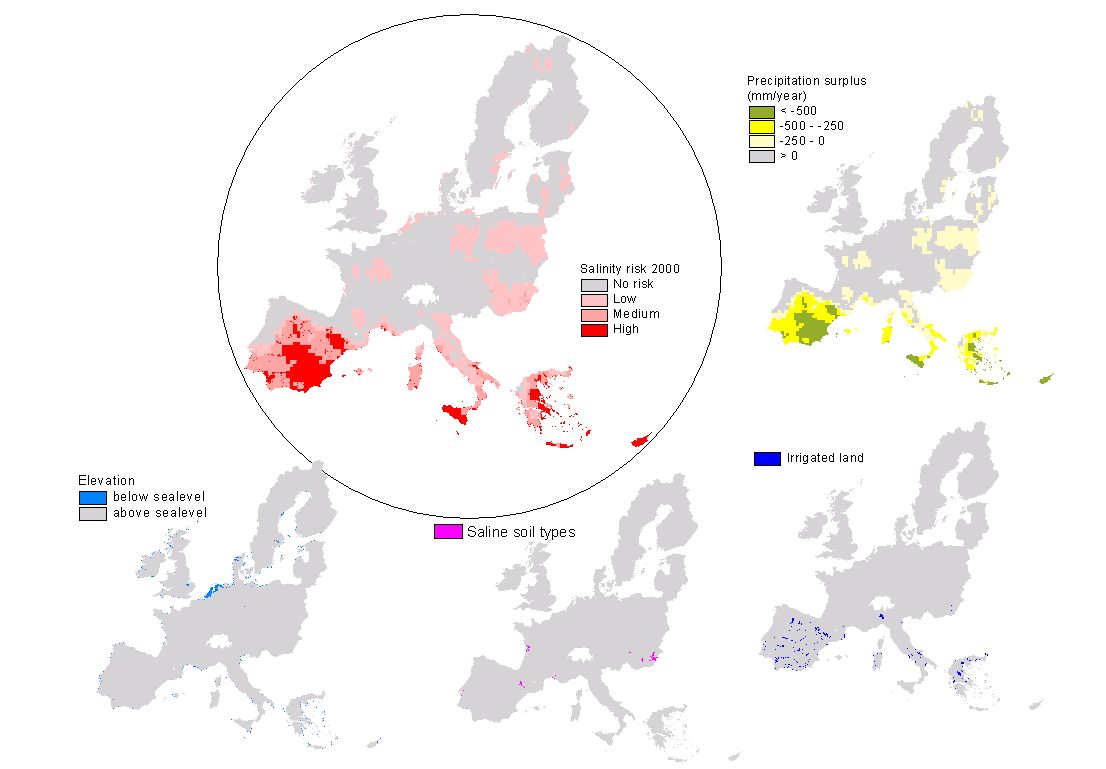 Precipitation surplus
(mm/year)
< -500
-500 - -250
-250 - 0
> 0
Salinity risk 2000
No risk
Low
Medium
High
Irrigated land
Elevation
below sealevel
above sealevel
Saline soil types